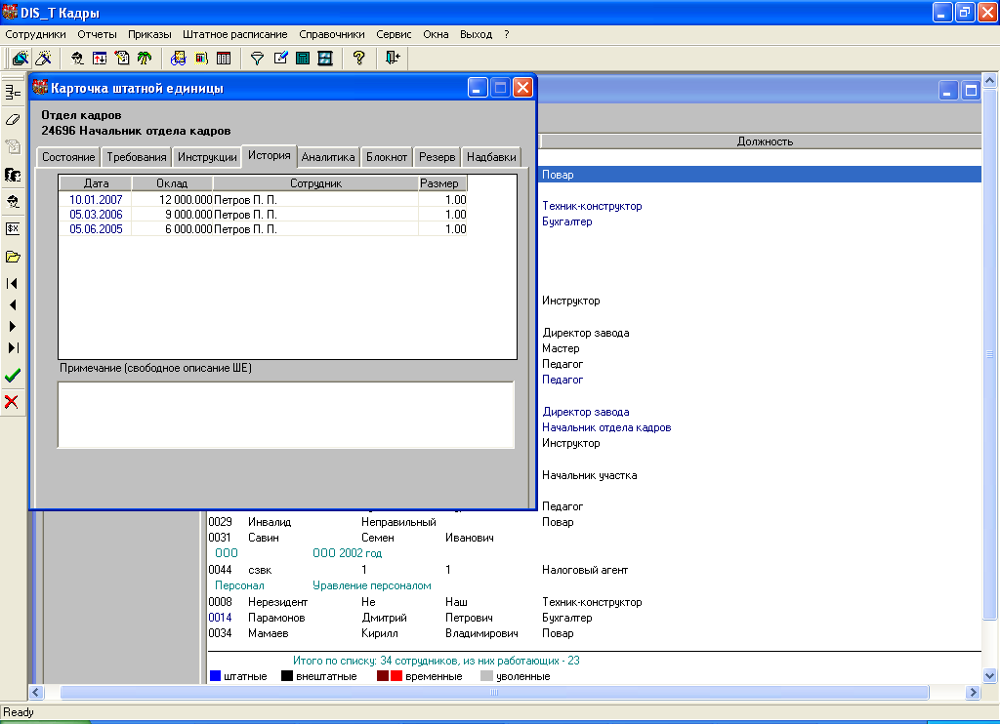 DIS_T Кадры
Сотрудники Отчеты Приказы Штатное расписание Справочники Сервис Окна Выход ?
Карточка штатной единицы
Отдел кадров
24696 Начальник отдела кадров
Состояние Требования Инструкции История Аналитика Блокнот Резерв Надбавки
Дата Оклад Сотрудник Размер
10.01.2007 12 000.000 Петров П. П. 1.00
05.03.2006 9 000.000 Петров П. П. 1.00
05.06.2005 6 000.000 Петров П. П. 1.00
Примечание (свободное описание ШЕ)
Должность
Повар
Техник-конструктор
Бухгалтер
Инструктор
Директор завода
Мастер
Педагог
Педагог
Директор завода
Начальник отдела кадров
Инструктор
Начальник участка
Педагог
0029 Инвалид Неправильный Повар
0031 Савин Семен Иванович
ООО ООО 2002 год
0044 сзвк 1 1 Налоговый агент
Персонал Уравление персоналом
0008 Нерезидент Не Наш Техник-конструктор
0014 Парамонов Дмитрий Петрович Бухгалтер
0034 Мамаев Кирилл Владимирович Повар
Итого по списку: 34 сотрудников, из них работающих - 23
штатные внештатные временные уволенные
Ready